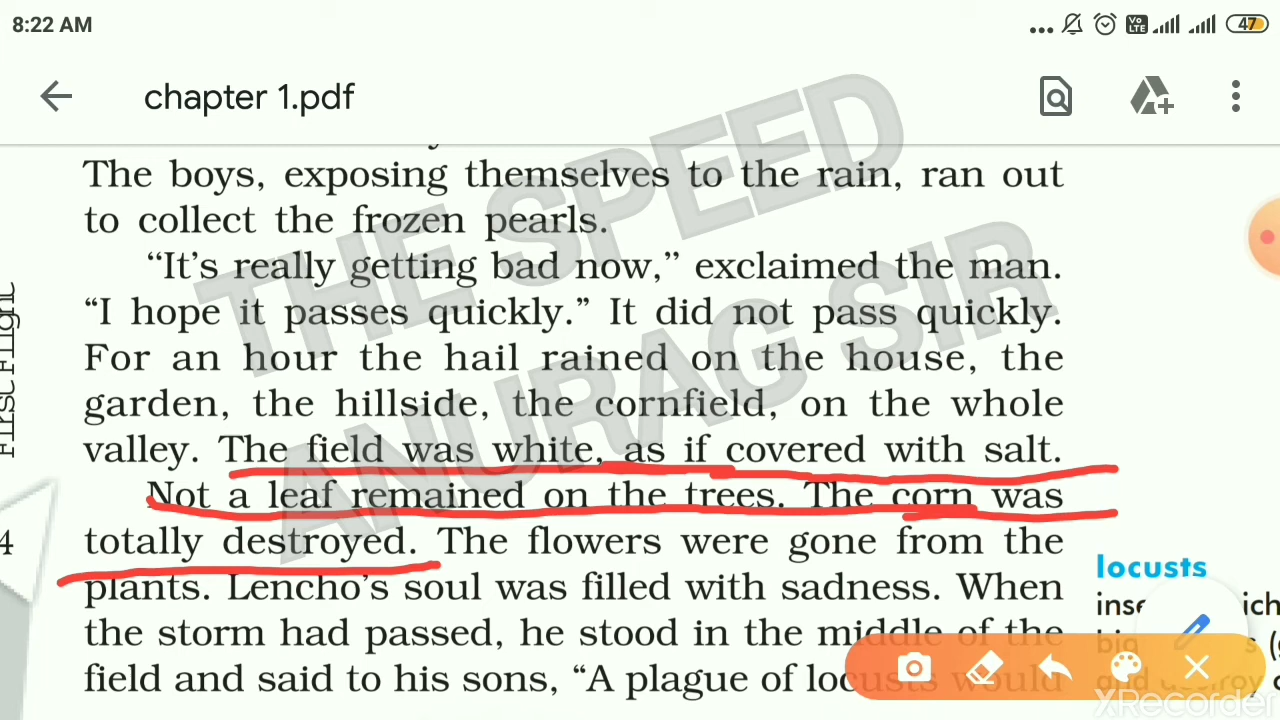 8:22 AM
Vo LTE
47
chapter 1.pdf
The boys, exposing themselves to the rain, ran out
to collect the frozen pearls.
“It’s really getting bad now,” exclaimed the man.
“I hope it passes quickly.” It did not pass quickly.
For an hour the hail rained on the house, the
garden, the hillside, the cornfield, on the whole
valley. The field was white, as if covered with salt.
Not a leaf remained on the trees. The corn was
totally destroyed. The flowers were gone from the
plants. Lencho’s soul was filled with sadness. When
the storm had passed, he stood in the middle of the
field and said to his sons, “A plague of locusts would
First Flight
4
locusts
THE SPEED
ANURAG SIR
XRecorder